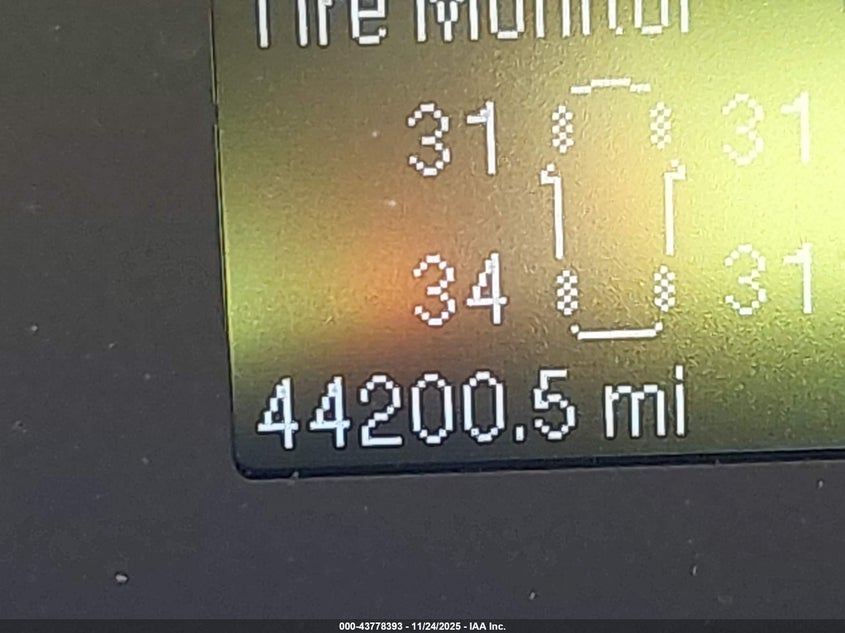 Tire Monitor
31 31
34 31
44200.5 mi
000-43778393 - 11/24/2025 - IAA Inc.